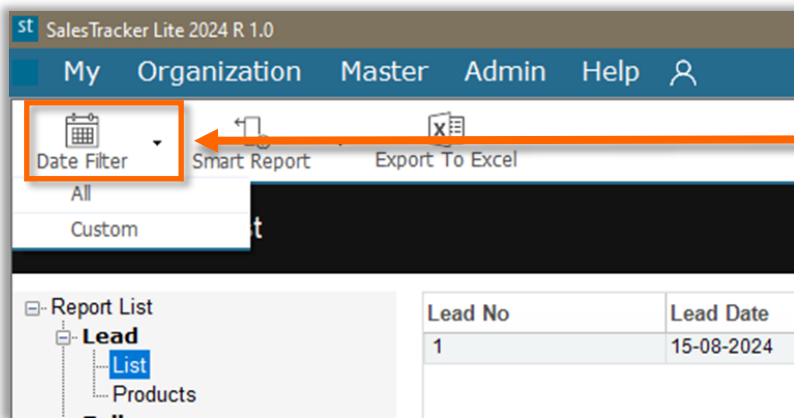 st SalesTracker Lite 2024 R 1.0
My Organization Master Admin Help
Date Filter Smart Report Export To Excel
All
Custom
t
Report List
Lead
List
Products
Lead No Lead Date
1 15-08-2024